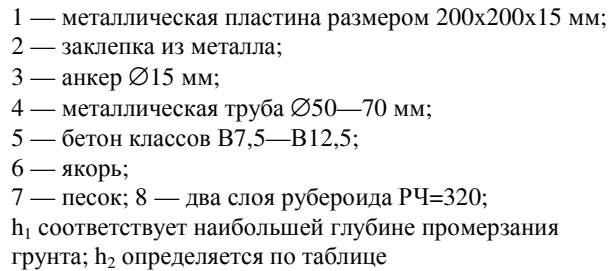 1 — металлическая пластина размером 200x200x15 мм;
2 — заклепка из металла;
3 — анкер ∅15 мм;
4 — металлическая труба ∅50—70 мм;
5 — бетон классов В7,5—В12,5;
6 — якорь;
7 — песок; 8 — два слоя рубероида РЧ=320;
h₁ соответствует наибольшей глубине промерзания
грунта; h₂ определяется по таблице